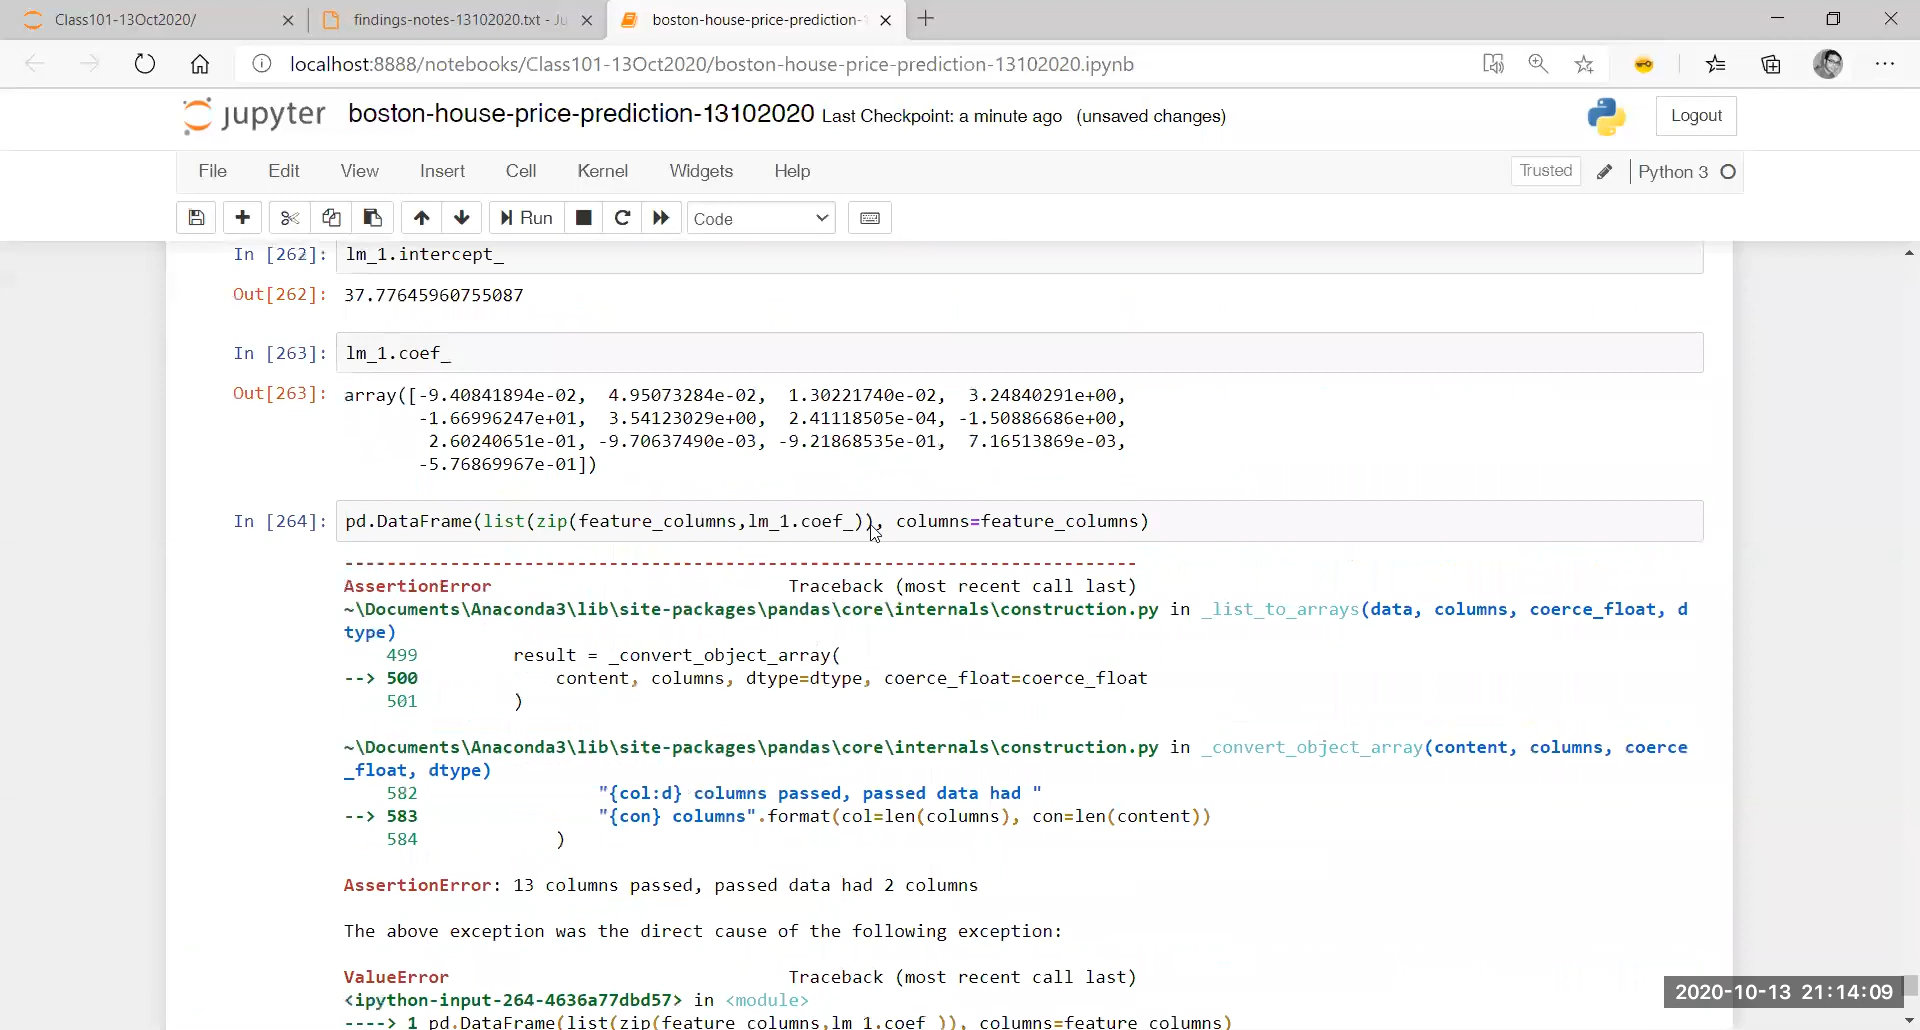 Class101-13Oct2020/
findings-notes-13102020.txt - Ju
boston-house-price-prediction-
localhost:8888/notebooks/Class101-13Oct2020/boston-house-price-prediction-13102020.ipynb
jupyter boston-house-price-prediction-13102020 Last Checkpoint: a minute ago (unsaved changes) Logout
File Edit View Insert Cell Kernel Widgets Help Trusted Python 3
Run Code
In [262]: lm_1.intercept_
Out[262]: 37.77645960755087
In [263]: lm_1.coef_
Out[263]: array([-9.40841894e-02, 4.95073284e-02, 1.30221740e-02, 3.24840291e+00,
-1.66996247e+01, 3.54123029e+00, 2.41118505e-04, -1.50886686e+00,
2.60240651e-01, -9.70637490e-03, -9.21868535e-01, 7.16513869e-03,
-5.76869967e-01])
In [264]: pd.DataFrame(list(zip(feature_columns,lm_1.coef_)), columns=feature_columns)
---------------------------------------------------------------------------
AssertionError Traceback (most recent call last)
~\Documents\Anaconda3\lib\site-packages\pandas\core\internals\construction.py in _list_to_arrays(data, columns, coerce_float, d
type)
499 result = _convert_object_array(
--> 500 content, columns, dtype=dtype, coerce_float=coerce_float
501 )
~\Documents\Anaconda3\lib\site-packages\pandas\core\internals\construction.py in _convert_object_array(content, columns, coerce
_float, dtype)
582 "{col:d} columns passed, passed data had "
--> 583 "{con} columns".format(col=len(columns), con=len(content))
584 )
AssertionError: 13 columns passed, passed data had 2 columns
The above exception was the direct cause of the following exception:
ValueError Traceback (most recent call last)
<ipython-input-264-4636a77dbd57> in <module>
----> 1 pd.DataFrame(list(zip(feature_columns,lm_1.coef_)), columns=feature_columns)
2020-10-13 21:14:09